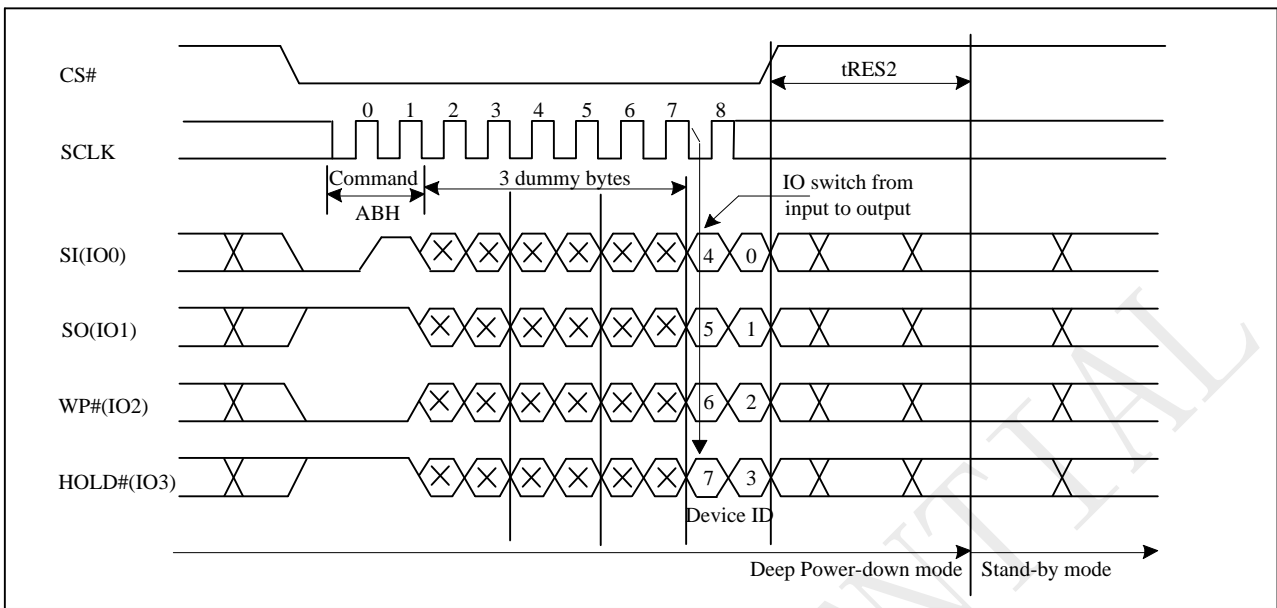 CS#
tRES2
0 1 2 3 4 5 6 7 8
SCLK
Command
ABH
3 dummy bytes
IO switch from
input to output
SI(IO0)
4 0
SO(IO1)
5 1
WP#(IO2)
6 2
HOLD#(IO3)
7 3
Device ID
Deep Power-down mode
Stand-by mode